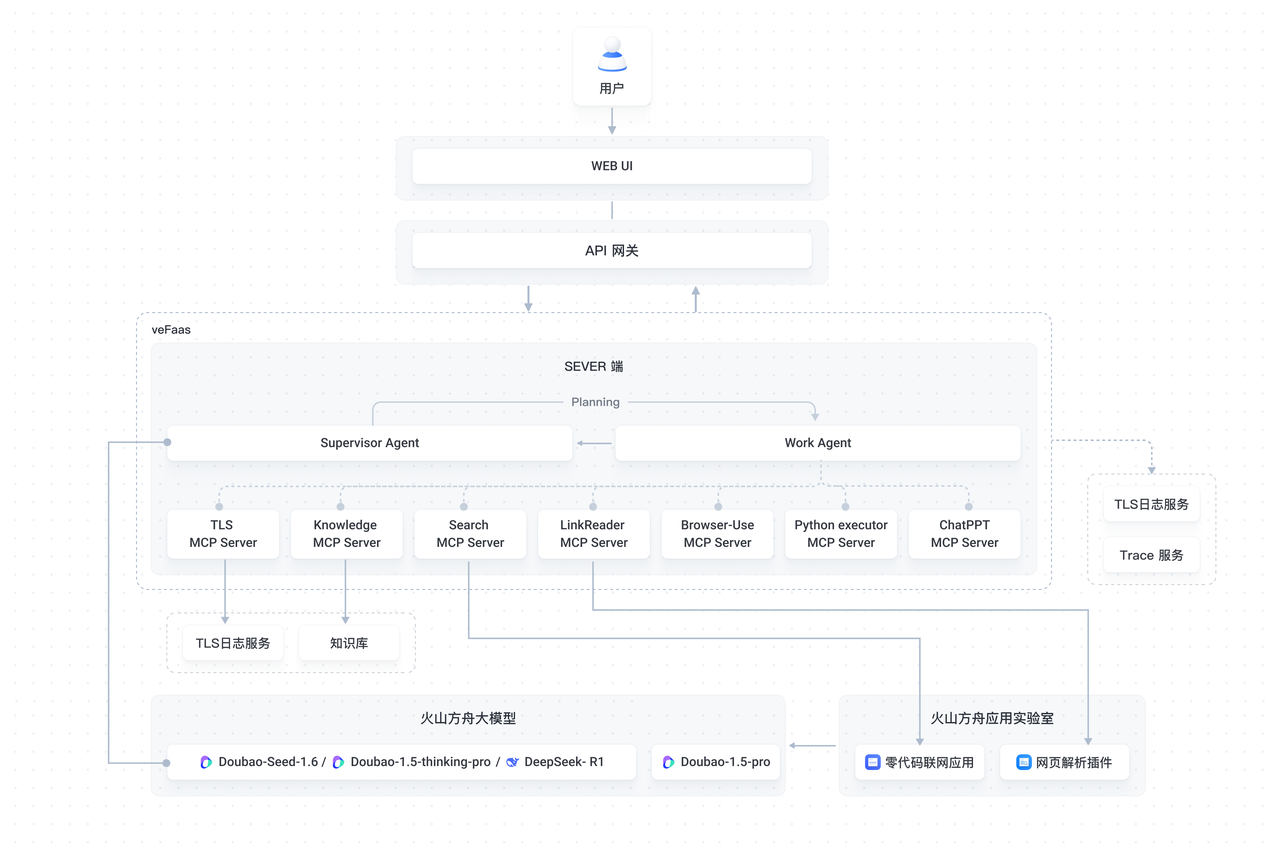 用户
WEB UI
API 网关
veFaas
SEVER 端
Planning
Supervisor Agent
Work Agent
TLS
MCP Server
Knowledge
MCP Server
Search
MCP Server
LinkReader
MCP Server
Browser-Use
MCP Server
Python executor
MCP Server
ChatPPT
MCP Server
TLS日志服务
Trace 服务
TLS日志服务
知识库
火山方舟大模型
Doubao-Seed-1.6 / Doubao-1.5-thinking-pro / DeepSeek- R1
Doubao-1.5-pro
火山方舟应用实验室
零代码联网应用
网页解析插件